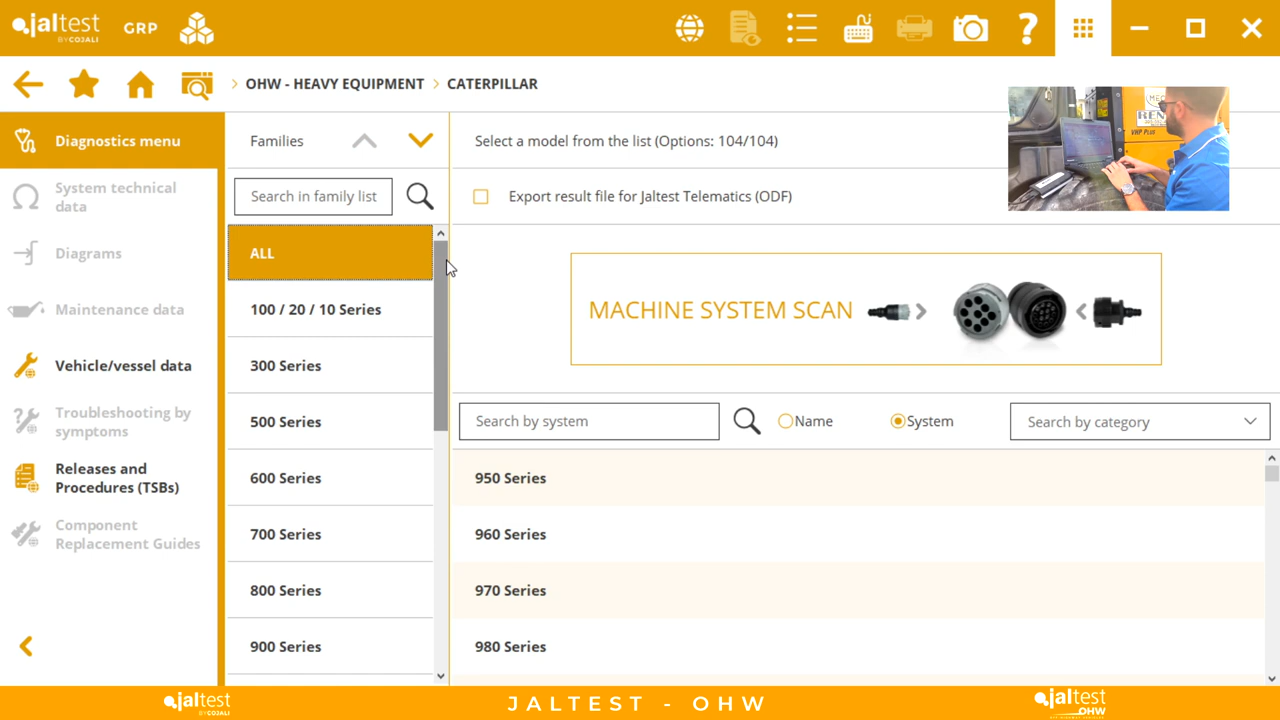 jaltest
BY COJALI
GRP
OHW - HEAVY EQUIPMENT
CATERPILLAR
Diagnostics menu
System technical
data
Diagrams
Maintenance data
Vehicle/vessel data
Troubleshooting by
symptoms
Releases and
Procedures (TSBs)
Component
Replacement Guides
Families
Search in family list
ALL
100 / 20 / 10 Series
300 Series
500 Series
600 Series
700 Series
800 Series
900 Series
Select a model from the list (Options: 104/104)
Export result file for Jaltest Telematics (ODF)
MACHINE SYSTEM SCAN
Search by system
Name
System
Search by category
950 Series
960 Series
970 Series
980 Series
VHP PLUS
jaltest
BY COJALI
JALTEST - OHW
jaltest
OHW